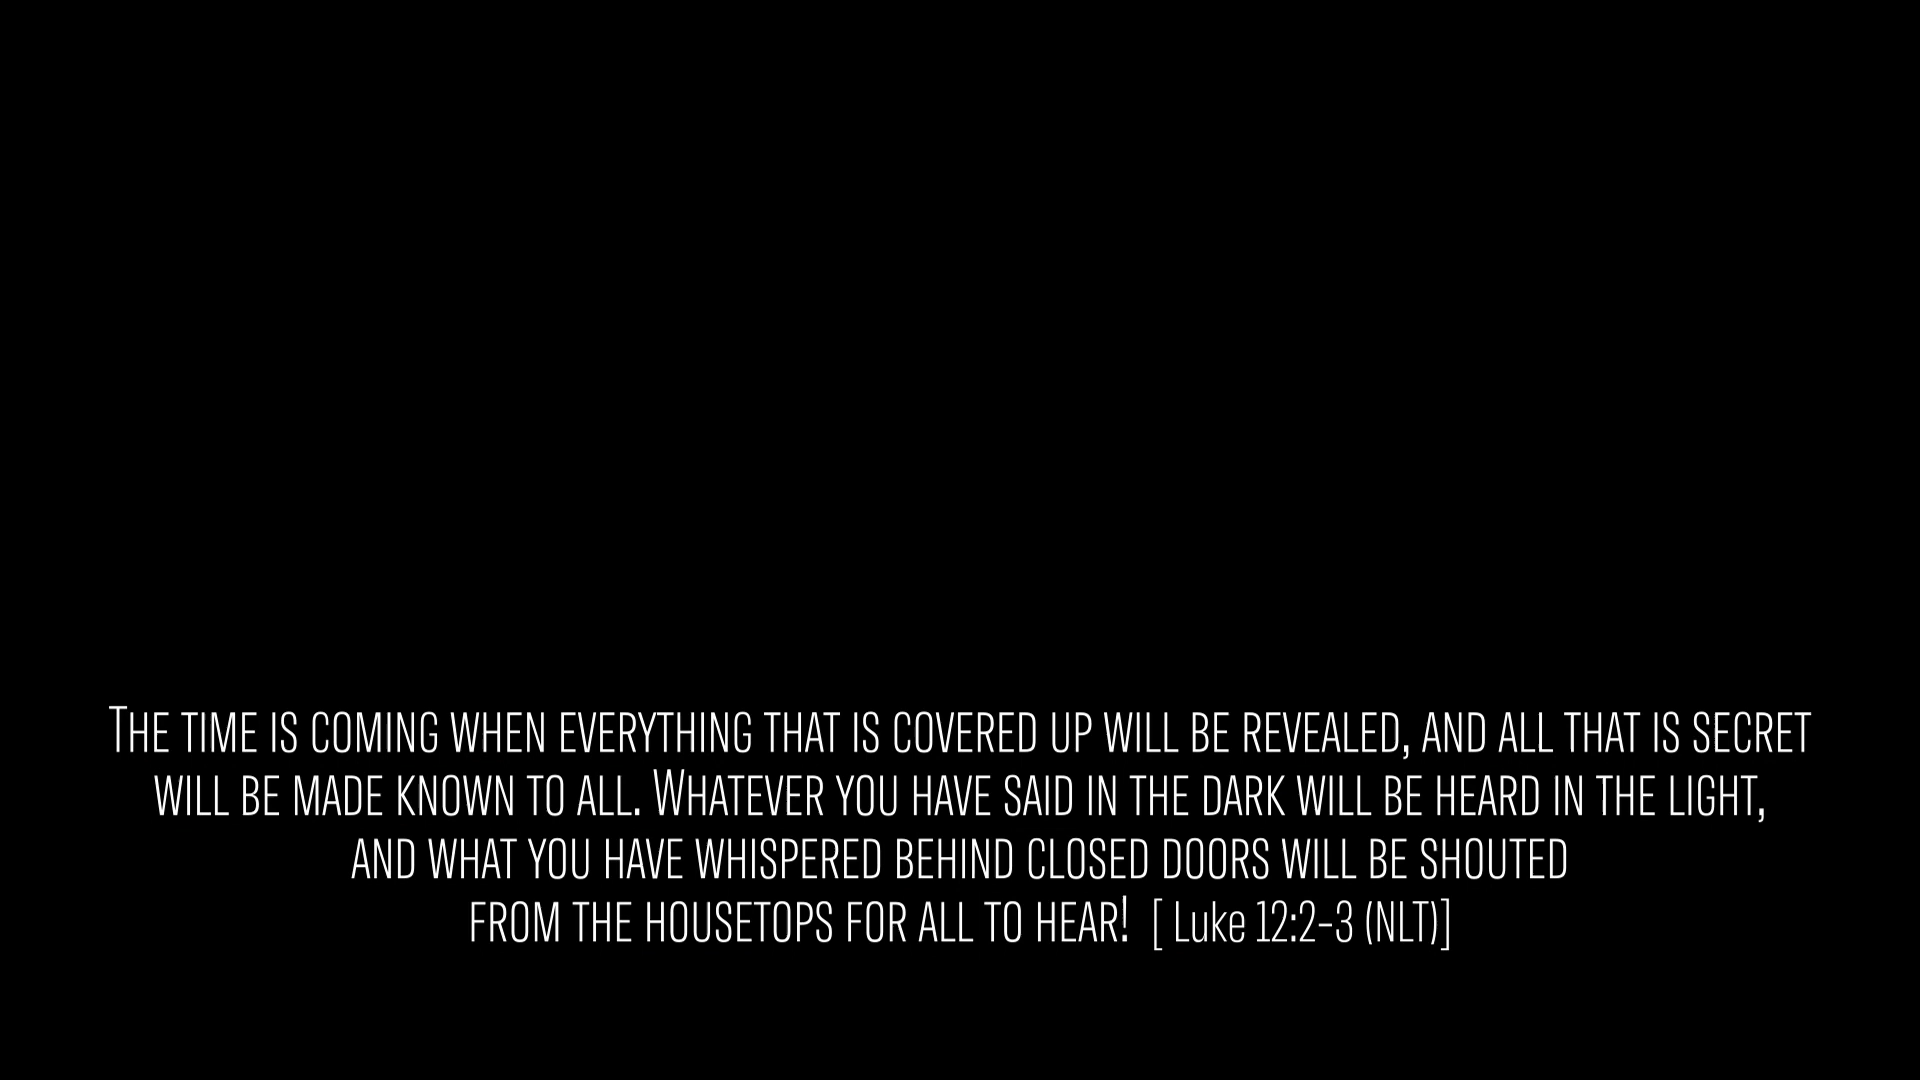 The time is coming when everything that is covered up will be revealed, and all that is secret
will be made known to all. Whatever you have said in the dark will be heard in the light,
and what you have whispered behind closed doors will be shouted
from the housetops for all to hear! [ Luke 12:2–3 (NLT)]